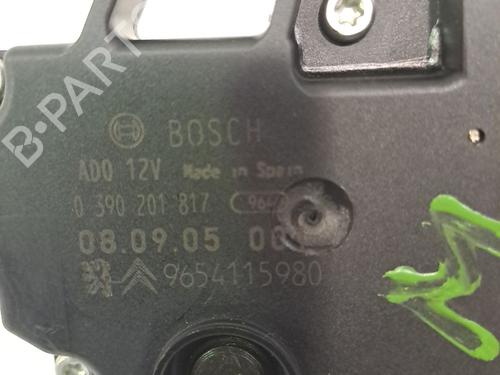 BOSCH
ADO 12V Made in Spain
0 390 201 817
08.09.05
9654115980
B-PARTS